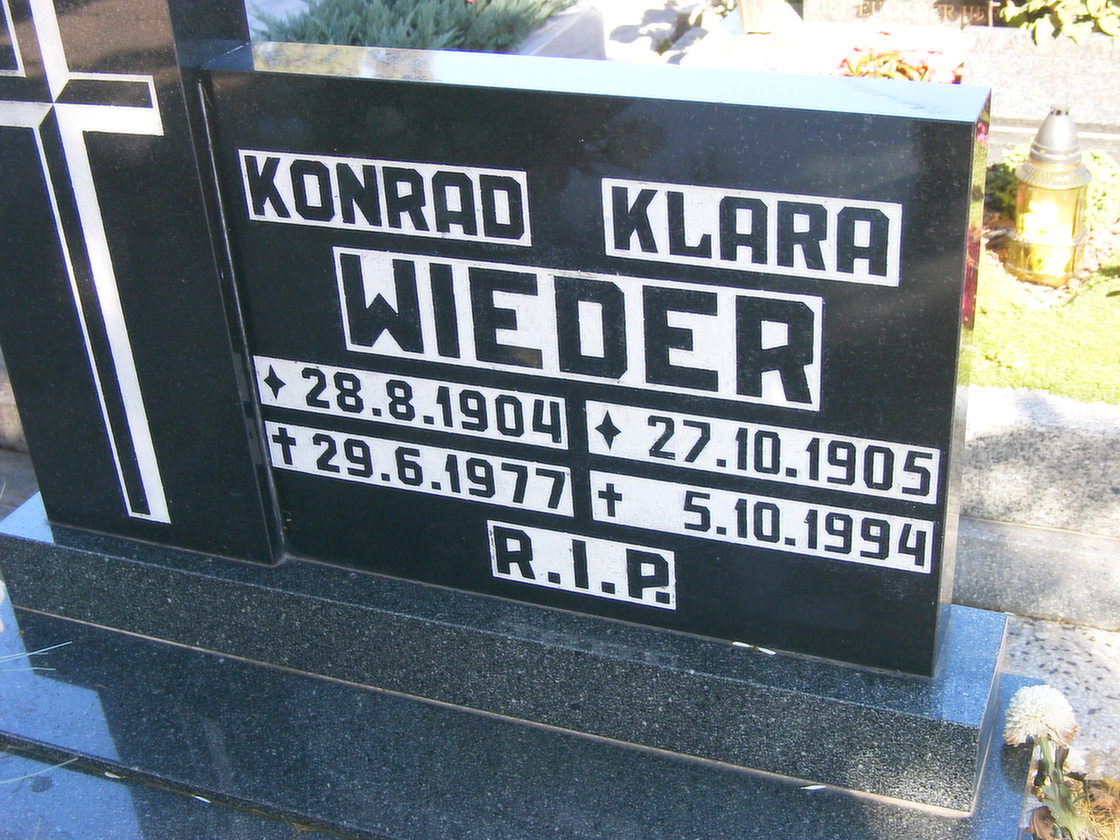 KONRAD KLARA
WIEDER
✦ 28.8.1904 ✦ 27.10.1905
† 29.6.1977 † 5.10.1994
R.I.P.